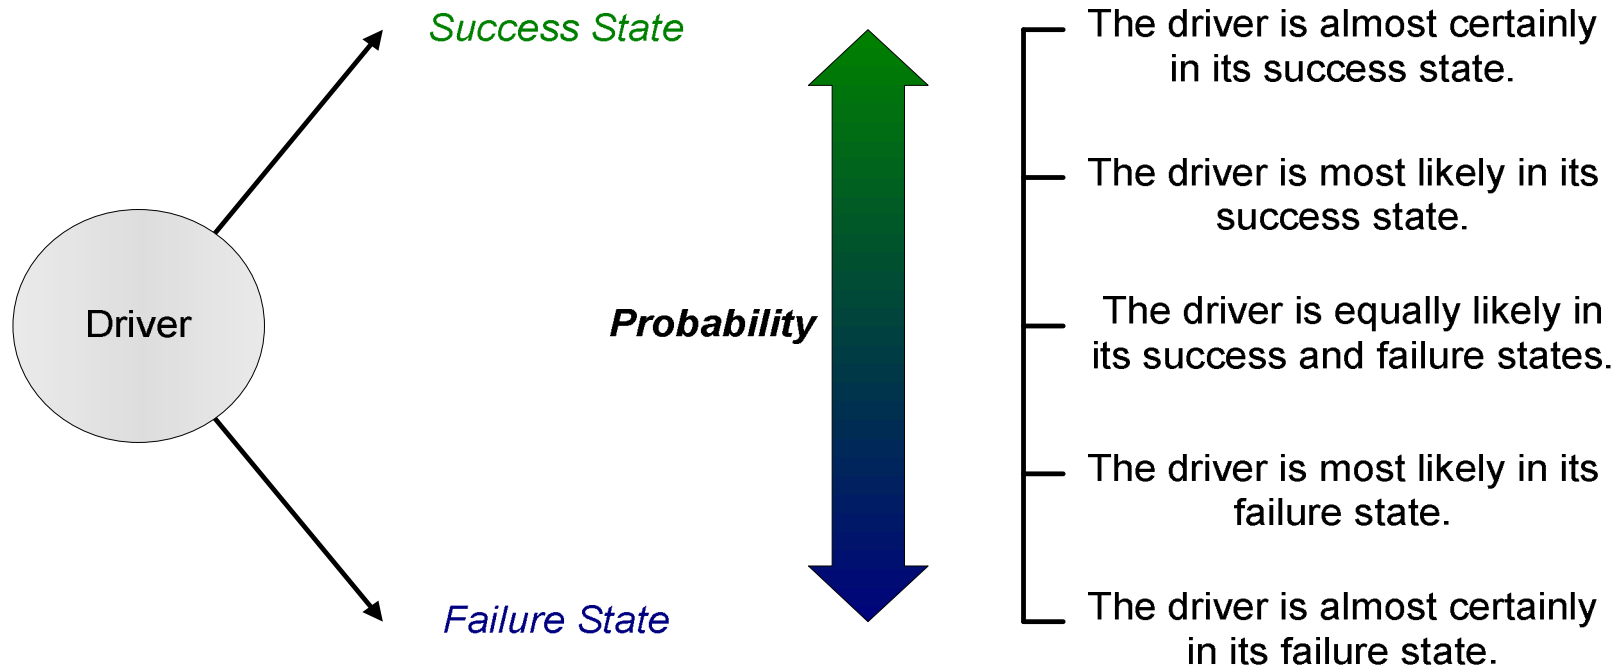 Success State
Driver
Failure State
Probability
The driver is almost certainly
in its success state.
The driver is most likely in its
success state.
The driver is equally likely in
its success and failure states.
The driver is most likely in its
failure state.
The driver is almost certainly
in its failure state.